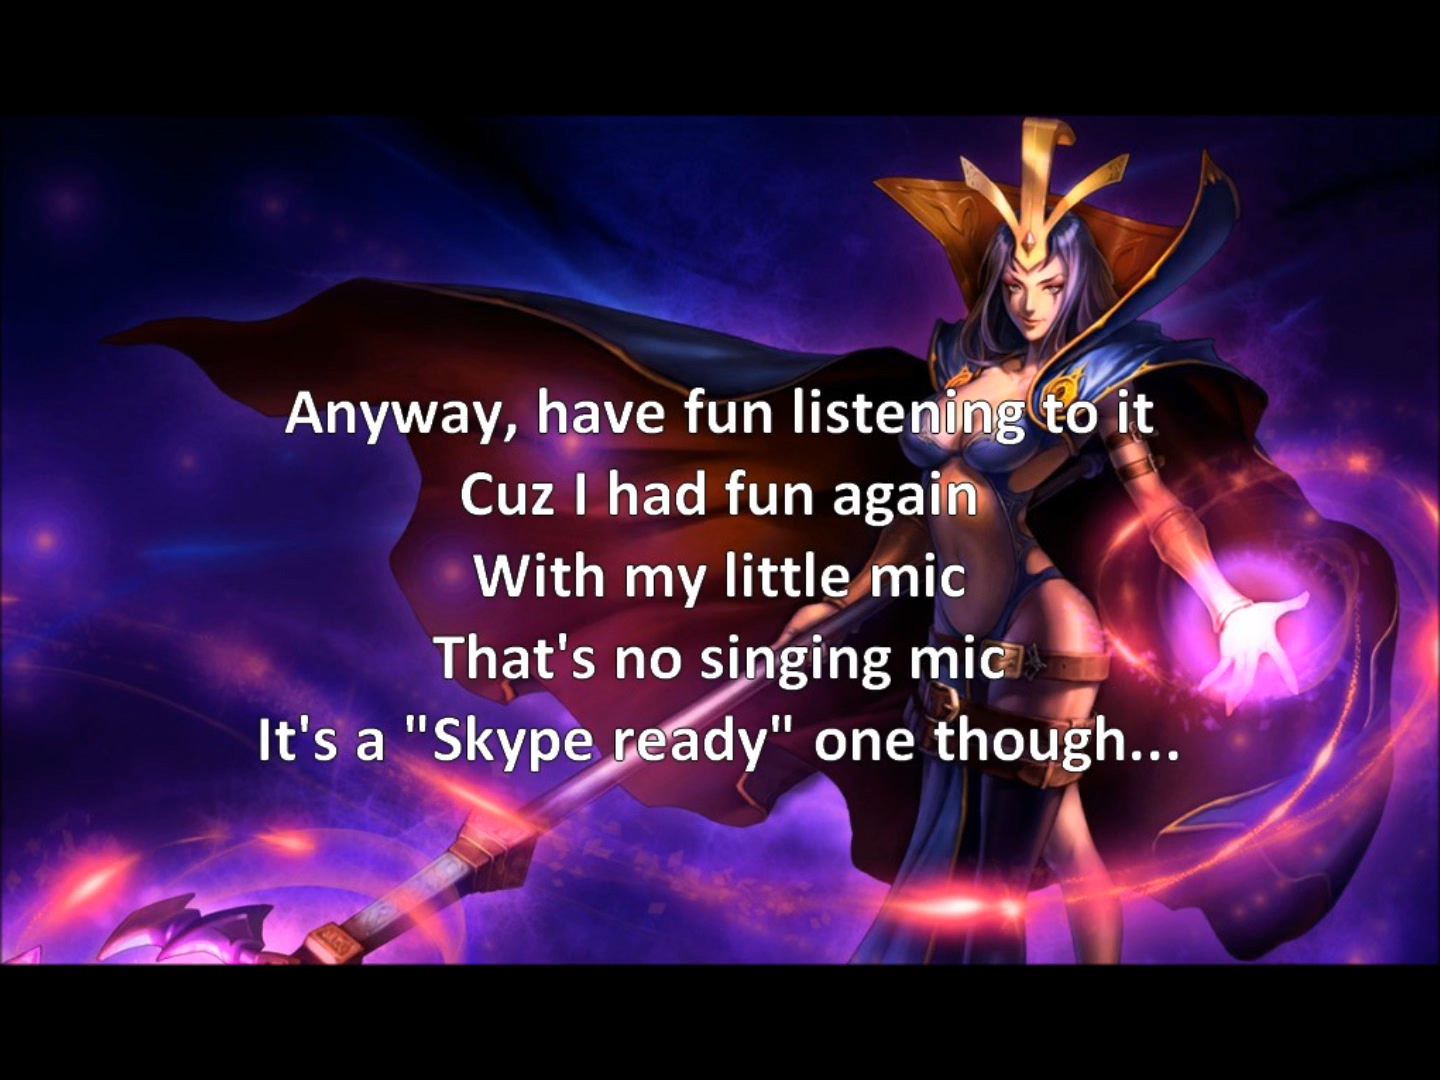 Anyway, have fun listening to it
Cuz I had fun again
With my little mic
That's no singing mic
It's a "Skype ready" one though...